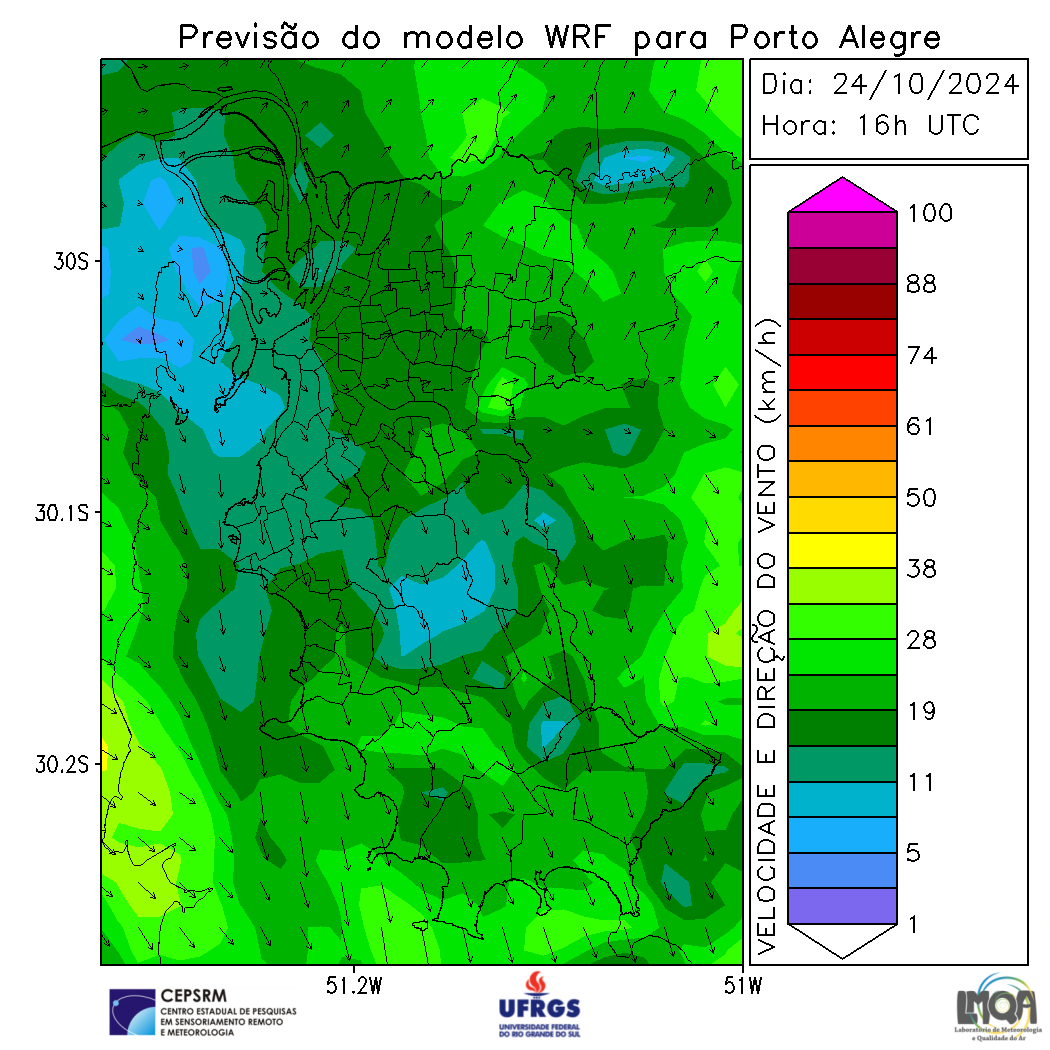 Previsão do modelo WRF para Porto Alegre
Dia: 24/10/2024
Hora: 16h UTC
30S
30.1S
30.2S
51.2W
51W
VELOCIDADE E DIREÇÃO DO VENTO (km/h)
100
88
74
61
50
38
28
19
11
5
1
CEPSRM
CENTRO ESTADUAL DE PESQUISAS
EM SENSORIAMENTO REMOTO
E METEOROLOGIA
UFRGS
UNIVERSIDADE FEDERAL
DO RIO GRANDE DO SUL
LMQA
Laboratório de Meteorologia
e Qualidade do Ar